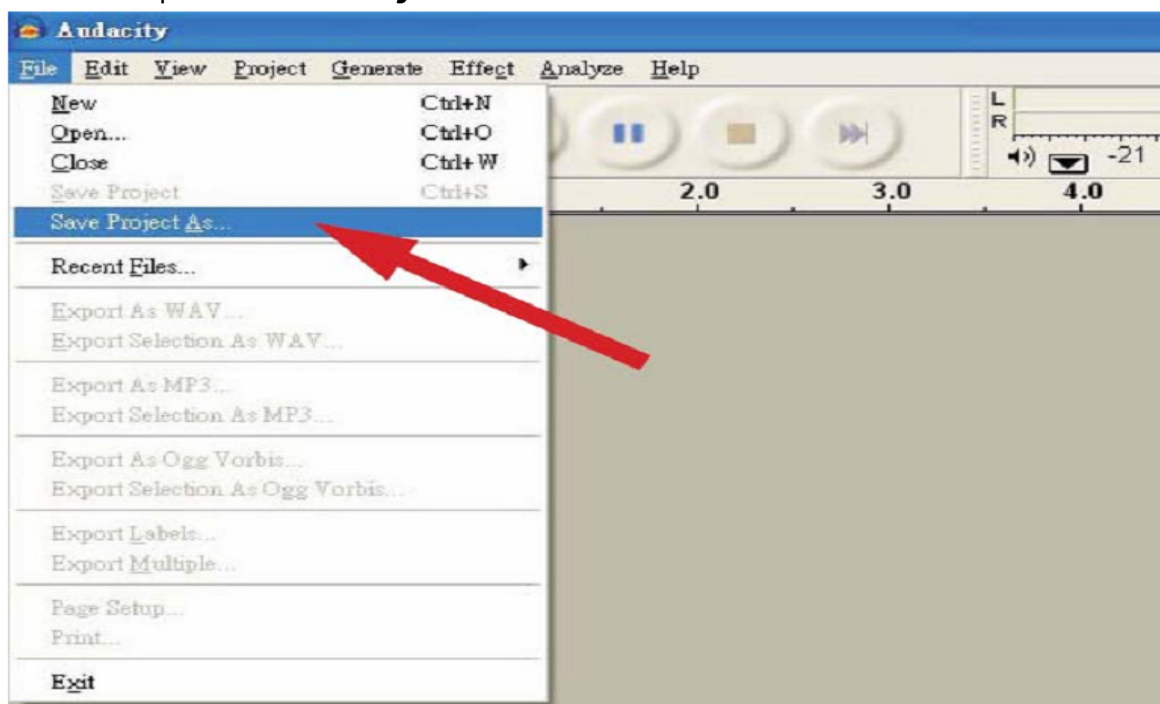 Audacity
File Edit View Project Generate Effect Analyze Help
New Ctrl+N
Open... Ctrl+O
Close Ctrl+W
Save Project Ctrl+S
Save Project As...
Recent Files...
Export As WAV...
Export Selection As WAV...
Export As MP3...
Export Selection As MP3...
Export As Ogg Vorbis...
Export Selection As Ogg Vorbis...
Export Labels...
Export Multiple...
Page Setup...
Print...
Exit
L
R
-21
2.0 3.0 4.0